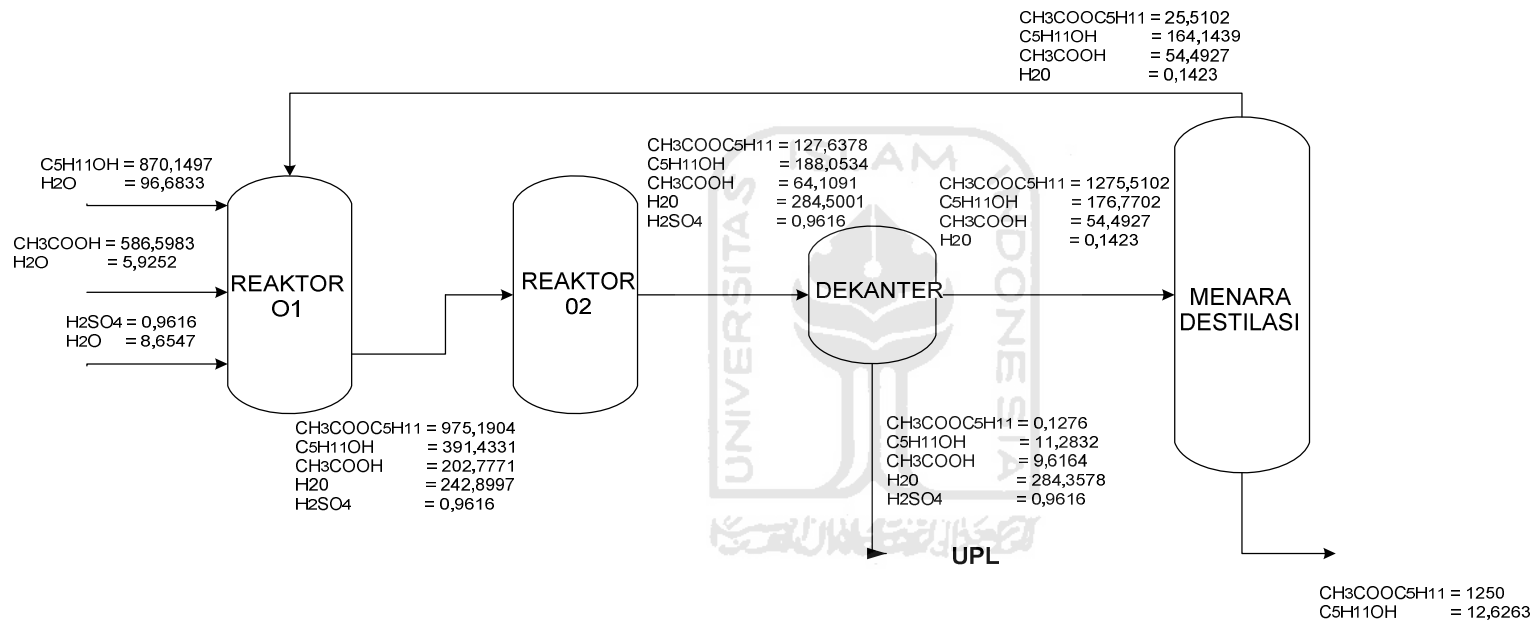 CH3COOC5H11 = 25,5102
C5H11OH = 164,1439
CH3COOH = 54,4927
H20 = 0,1423
C5H11OH = 870,1497
H2O = 96,6833
CH3COOH = 586,5983
H2O = 5,9252
H2SO4 = 0,9616
H2O = 8,6547
REAKTOR
O1
CH3COOC5H11 = 975,1904
C5H11OH = 391,4331
CH3COOH = 202,7771
H20 = 242,8997
H2SO4 = 0,9616
REAKTOR
02
CH3COOC5H11 = 127,6378
C5H11OH = 188,0534
CH3COOH = 64,1091
H20 = 284,5001
H2SO4 = 0,9616
DEKANTER
CH3COOC5H11 = 1275,5102
C5H11OH = 176,7702
CH3COOH = 54,4927
H20 = 0,1423
CH3COOC5H11 = 0,1276
C5H11OH = 11,2832
CH3COOH = 9,6164
H20 = 284,3578
H2SO4 = 0,9616
UPL
MENARA
DESTILASI
CH3COOC5H11 = 1250
C5H11OH = 12,6263
UNIVERSITAS
ISLAM
INDONESIA